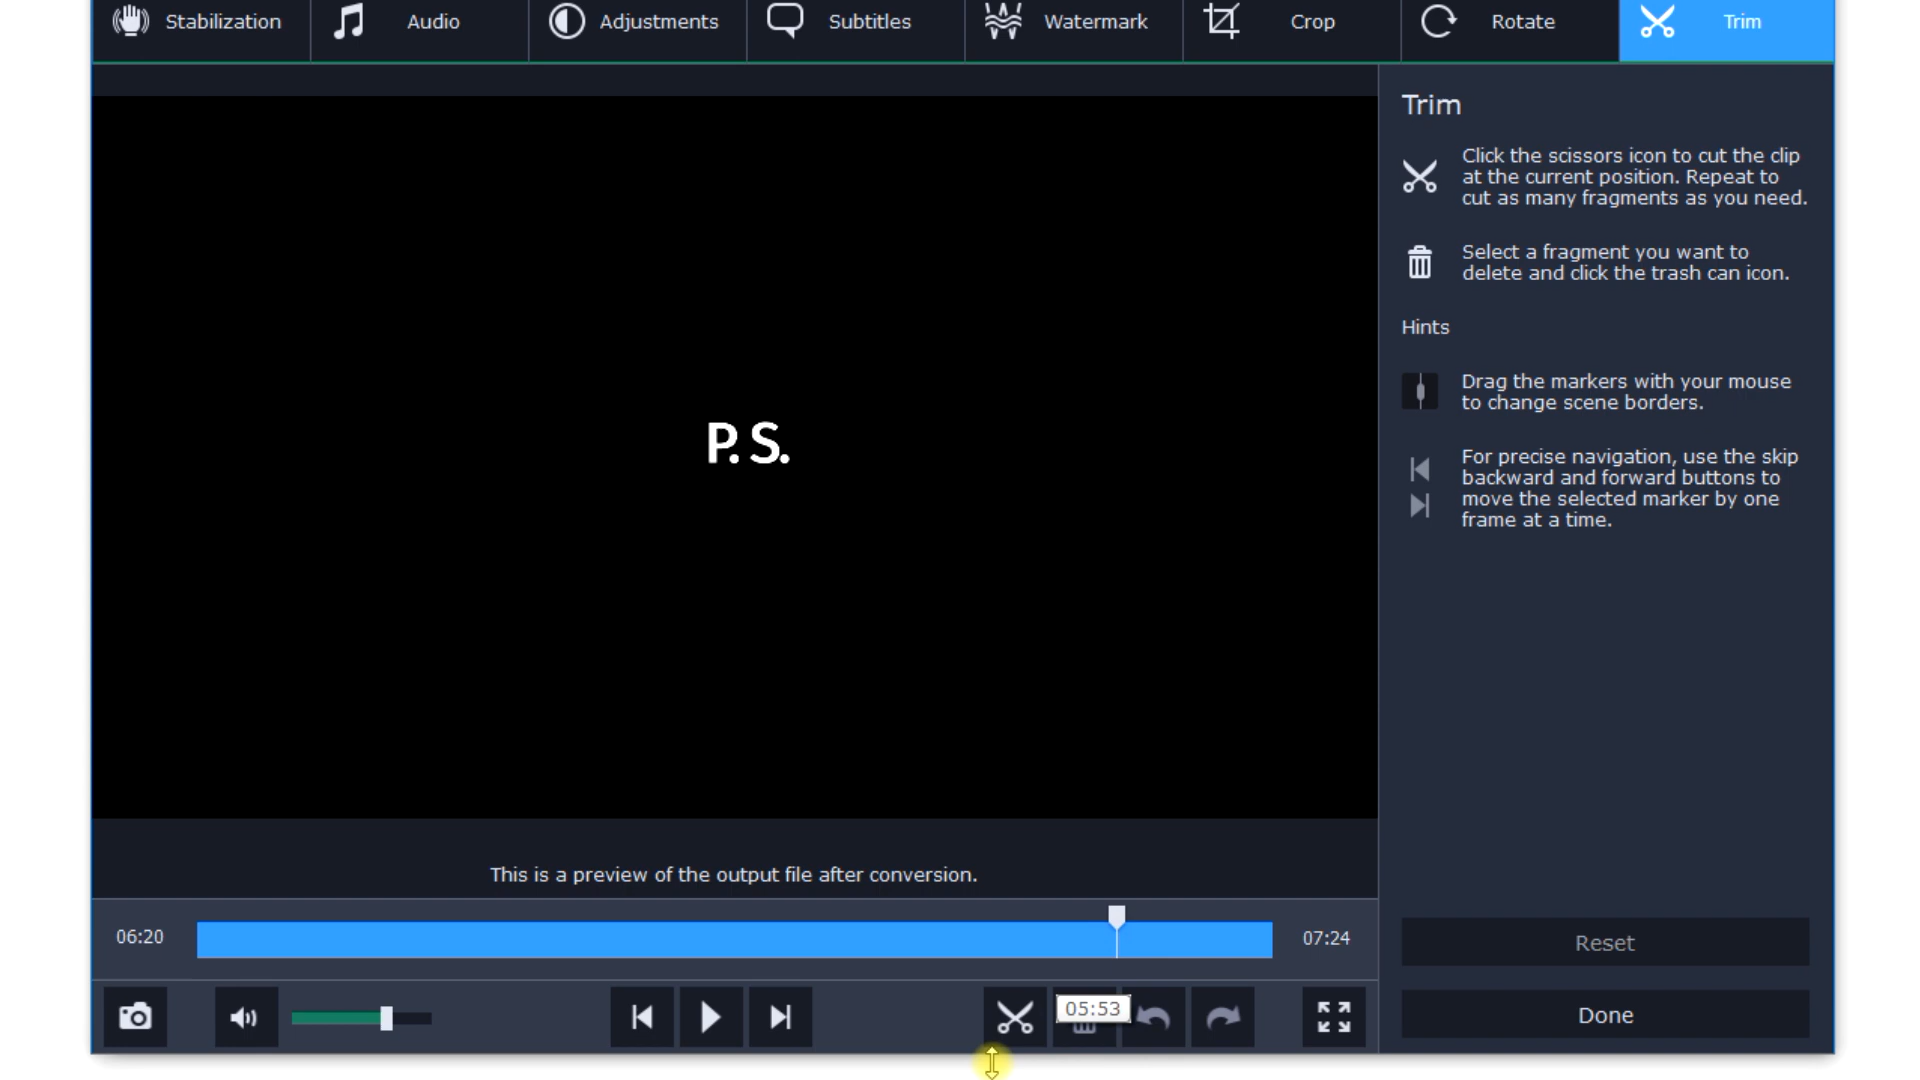 Stabilization
Audio
Adjustments
Subtitles
Watermark
Crop
Rotate
Trim
Trim
Click the scissors icon to cut the clip
at the current position. Repeat to
cut as many fragments as you need.
Select a fragment you want to
delete and click the trash can icon.
Hints
Drag the markers with your mouse
to change scene borders.
For precise navigation, use the skip
backward and forward buttons to
move the selected marker by one
frame at a time.
P. S.
This is a preview of the output file after conversion.
06:20
07:24
05:53
Reset
Done